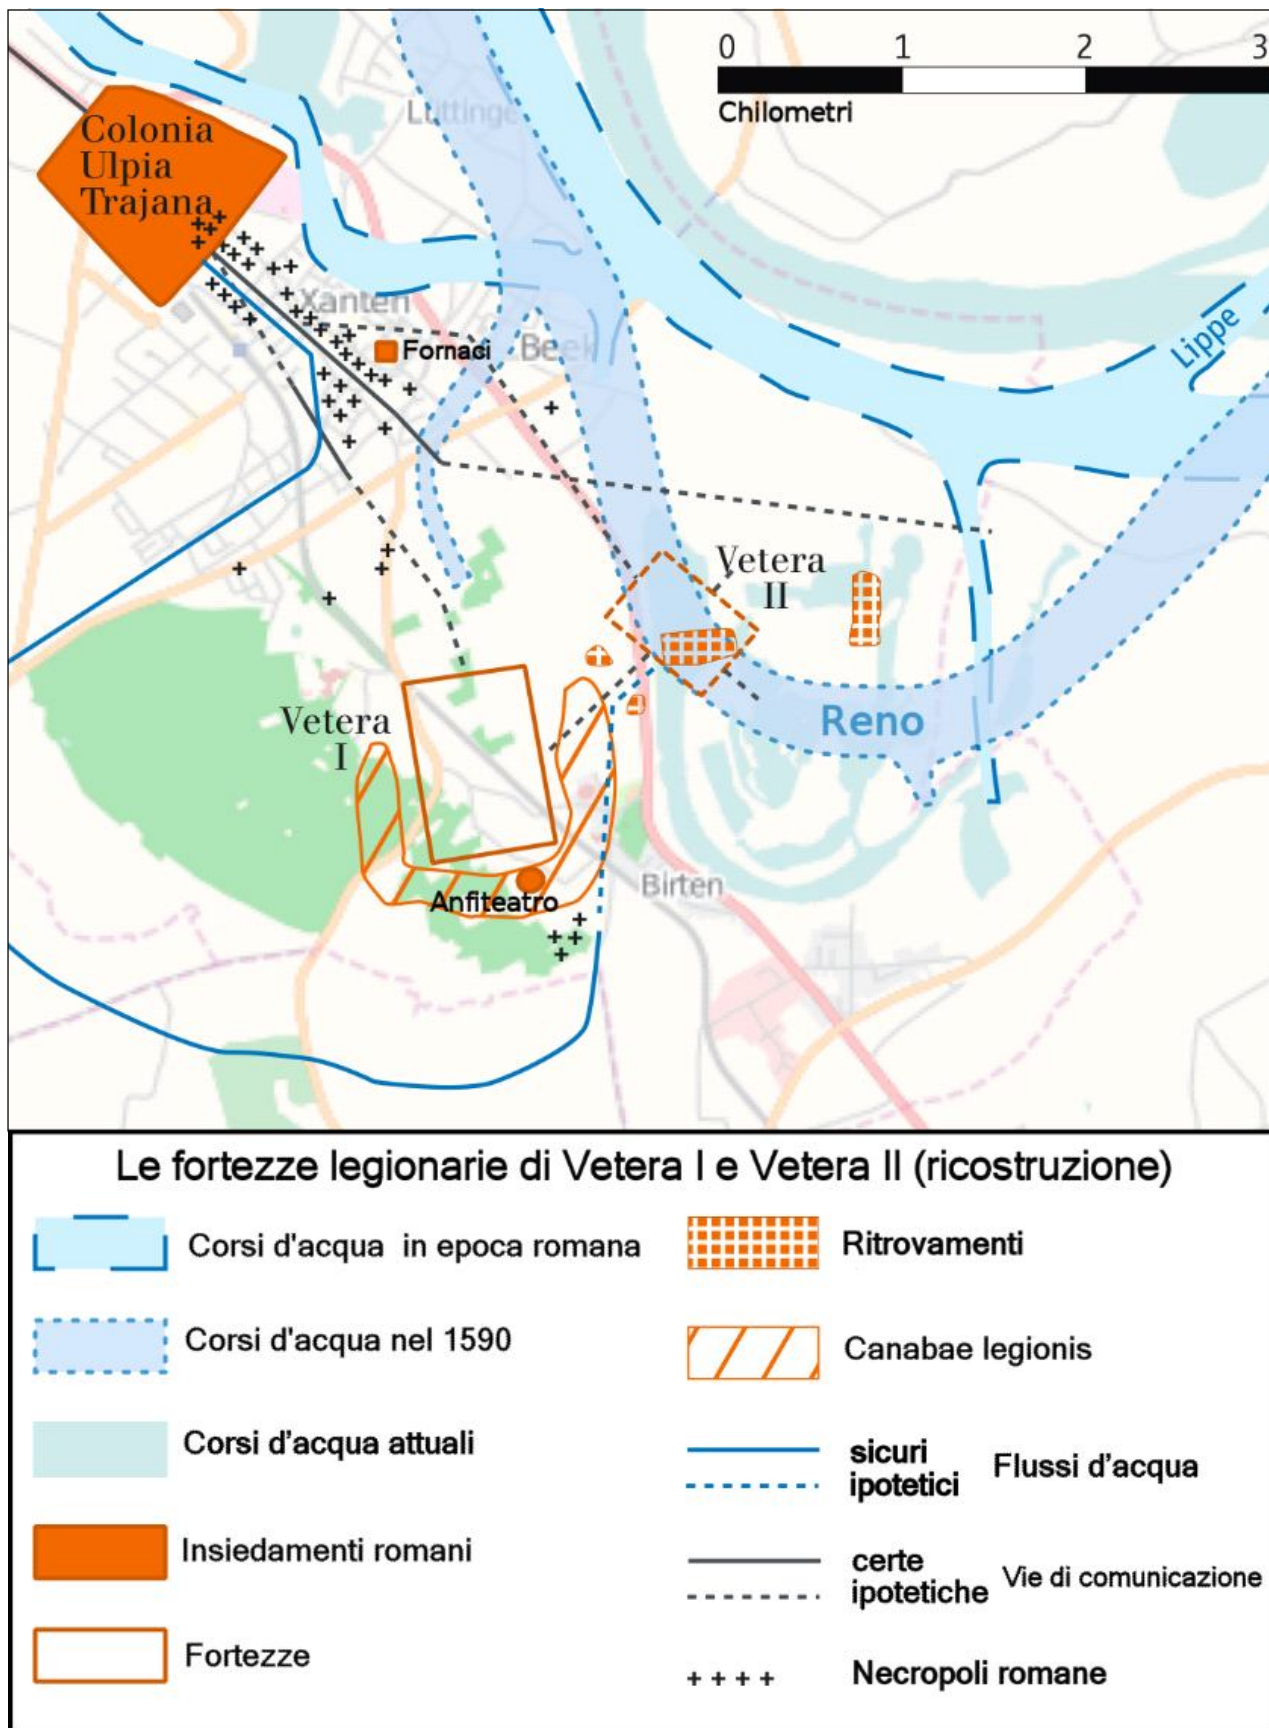 0 1 2 3
Chilometri
Lüttinge
Colonia
Ulpia
Trajana
Xanten
Fornaci
Beek
Lippe
Vetera
II
Reno
Vetera
I
Anfiteatro
Birten
Le fortezze legionarie di Vetera I e Vetera II (ricostruzione)
Corsi d'acqua in epoca romana
Corsi d'acqua nel 1590
Corsi d'acqua attuali
Insiedamenti romani
Fortezze
Ritrovamenti
Canabae legionis
sicuri
ipotetici
Flussi d'acqua
certe
ipotetiche
Vie di comunicazione
Necropoli romane